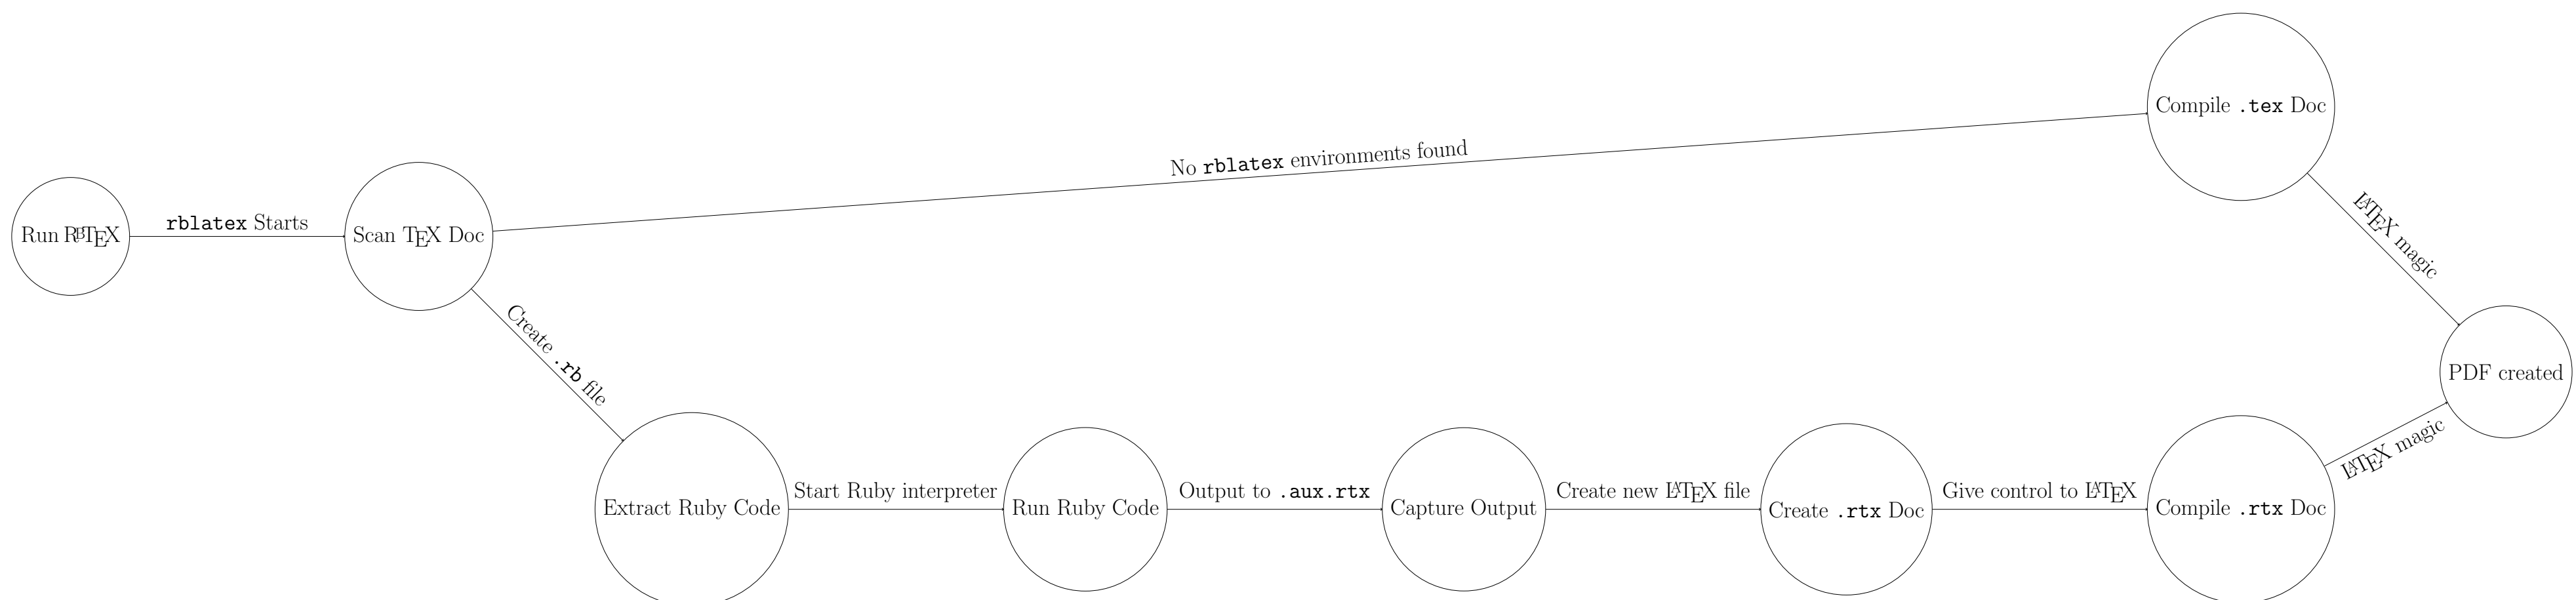 Run RBTEX
rblatex Starts
Scan TEX Doc
No rblatex environments found
Compile .tex Doc
LATEX magic
Create .rb file
Extract Ruby Code
Start Ruby interpreter
Run Ruby Code
Output to .aux.rtx
Capture Output
Create new LATEX file
Create .rtx Doc
Give control to LATEX
Compile .rtx Doc
LATEX magic
PDF created